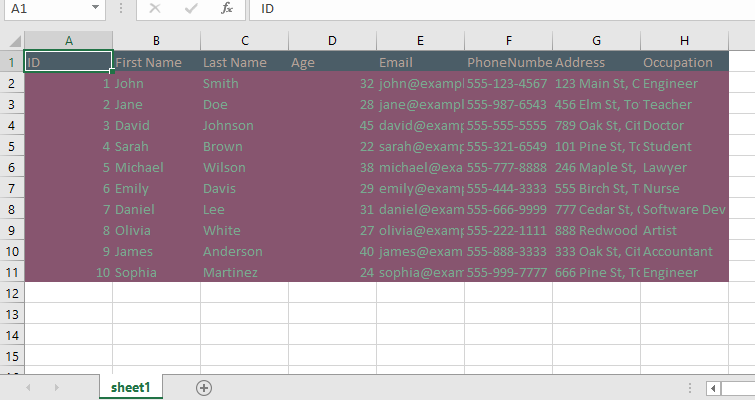 A1 fx ID
A B C D E F G H
1 ID First Name Last Name Age Email PhoneNumbe Address Occupation
2 1 John Smith 32 john@exampl 555-123-4567 123 Main St, C Engineer
3 2 Jane Doe 28 jane@exampl 555-987-6543 456 Elm St, To Teacher
4 3 David Johnson 45 david@examp 555-555-5555 789 Oak St, Cit Doctor
5 4 Sarah Brown 22 sarah@examp 555-321-6549 101 Pine St, To Student
6 5 Michael Wilson 38 michael@exa 555-777-8888 246 Maple St, Lawyer
7 6 Emily Davis 29 emily@examp 555-444-3333 555 Birch St, T Nurse
8 7 Daniel Lee 31 daniel@exam 555-666-9999 777 Cedar St, Software Dev
9 8 Olivia White 27 olivia@examp 555-222-1111 888 Redwood Artist
10 9 James Anderson 40 james@exam 555-888-3333 333 Oak St, Cit Accountant
11 10 Sophia Martinez 24 sophia@exam 555-999-7777 666 Pine St, To Engineer
12
13
14
15
sheet1